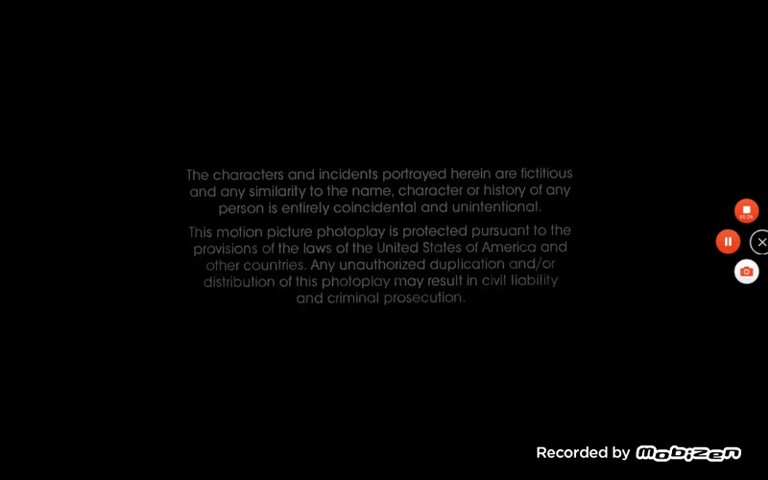 The characters and incidents portrayed herein are fictitious
and any similarity to the name, character or history of any
person is entirely coincidental and unintentional.
This motion picture photoplay is protected pursuant to the
provisions of the laws of the United States of America and
other countries. Any unauthorized duplication and/or
distribution of this photoplay may result in civil liability
and criminal prosecution.
Recorded by mobizen